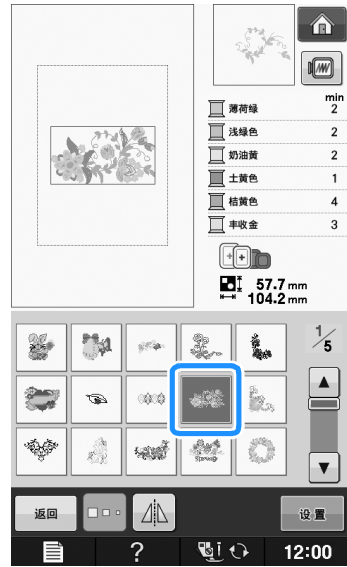 min
薄荷绿 2
浅绿色 2
奶油黄 2
土黄色 1
桔黄色 4
丰收金 3
57.7 mm
104.2 mm
1/5
返回
设置
?
12:00